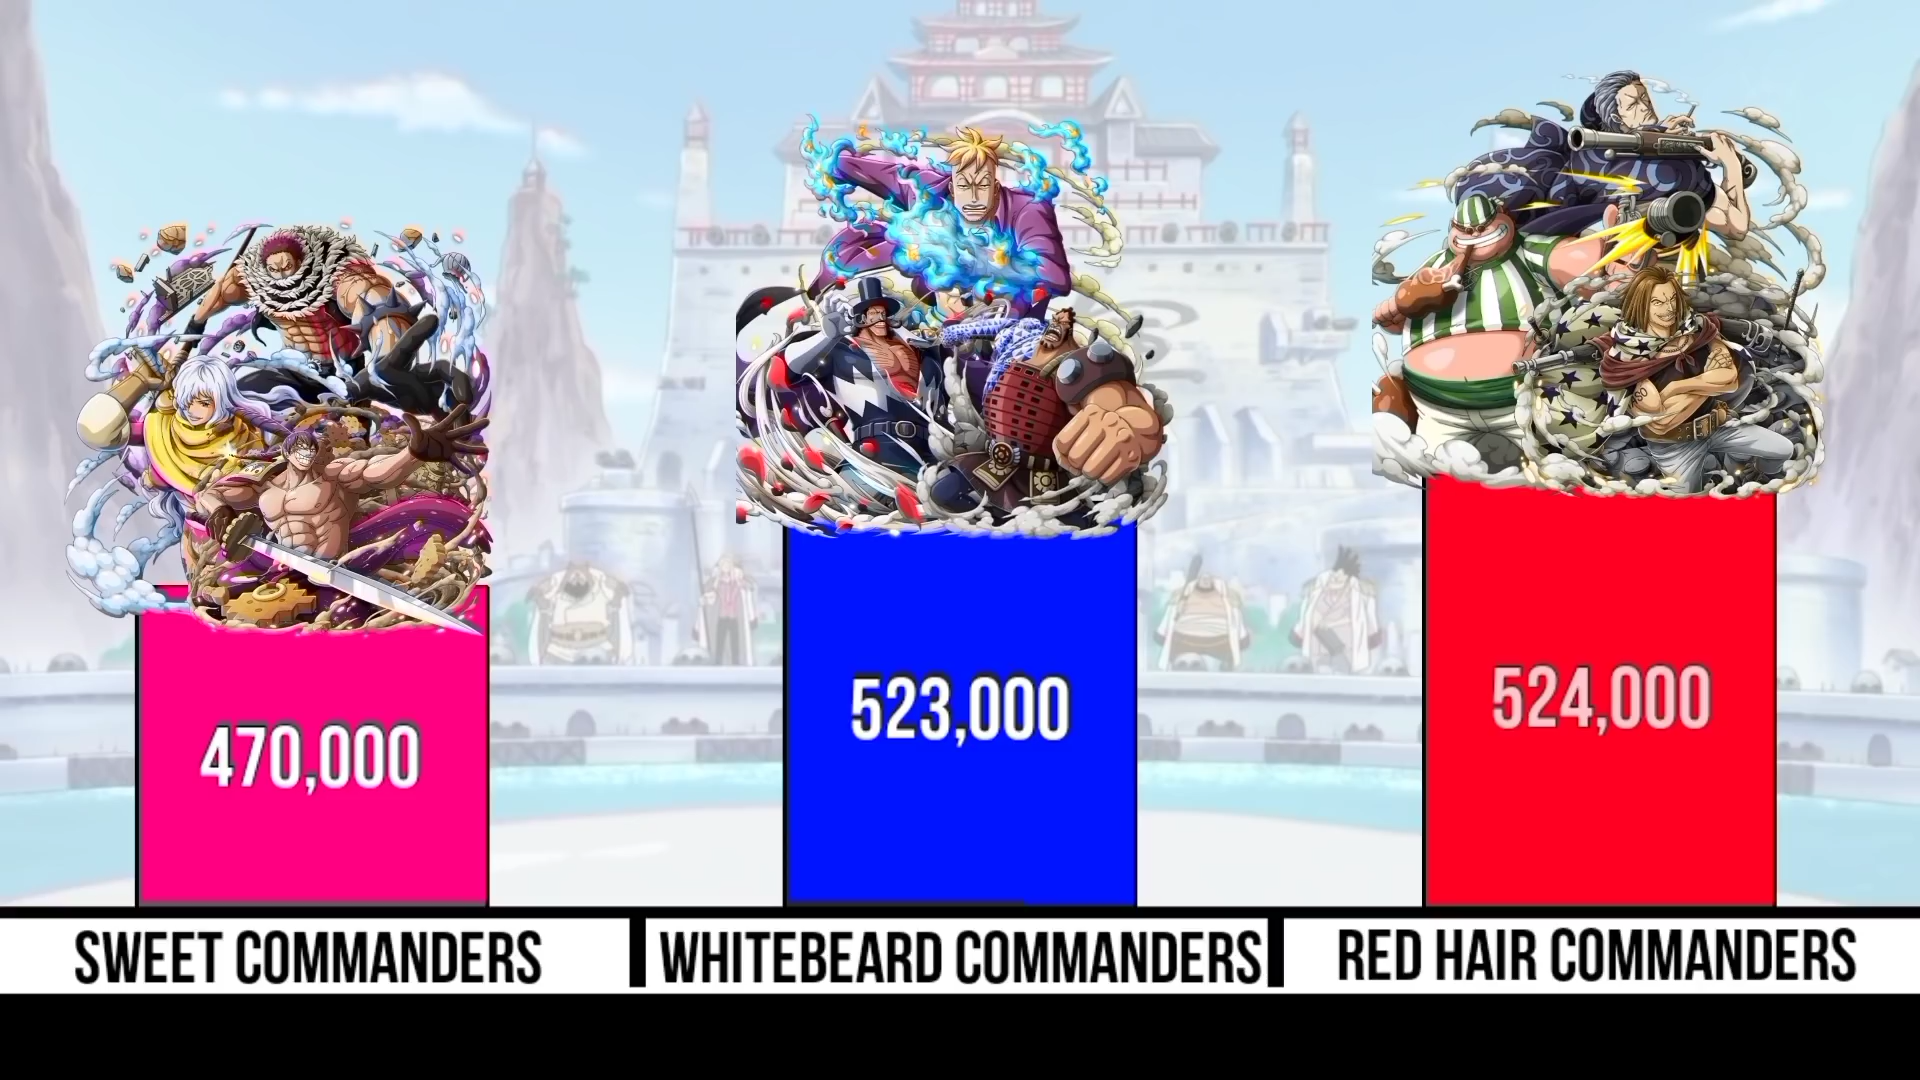 470,000
523,000
524,000
SWEET COMMANDERS
WHITEBEARD COMMANDERS
RED HAIR COMMANDERS